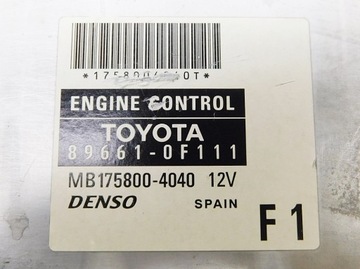 ENGINE CONTROL
TOYOTA
89661-0F111
MB175800-4040 12V
DENSO SPAIN F1